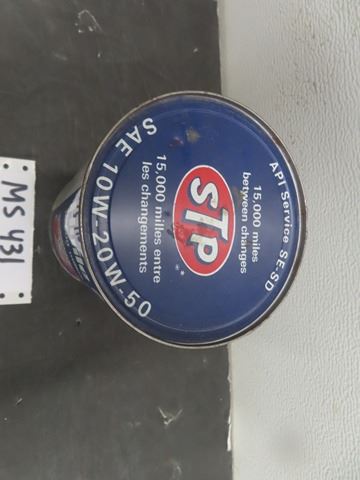 API Service SE-SD
15,000 miles
between changes
STP
15,000 milles entre
les changements
SAE 10W-20W-50
MS 431